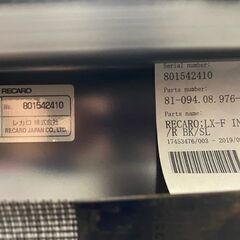 RECARO
No. 801542410
レカロ 株式会社
RECARO JAPAN CO., LTD.
Serial number:
801542410
Parts number:
81-094.08.976-
Parts name:
RECARO:LX-F IN
/R BK/SL
17453476/003 - 2019/0